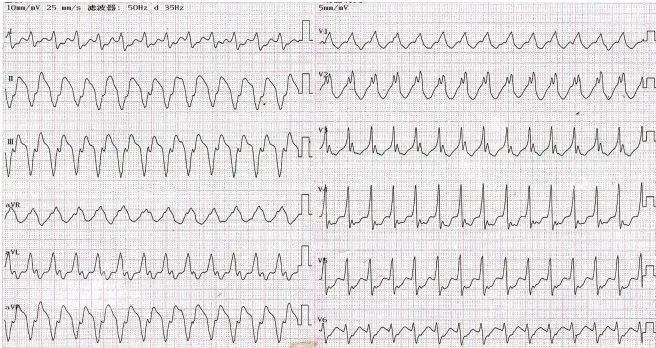 10mm/mV 25 mm/s 滤波器: 50Hz d 35Hz
5mm/mV
I
II
III
aVR
aVL
aVF
V1
V2
V3
V4
V5
V6